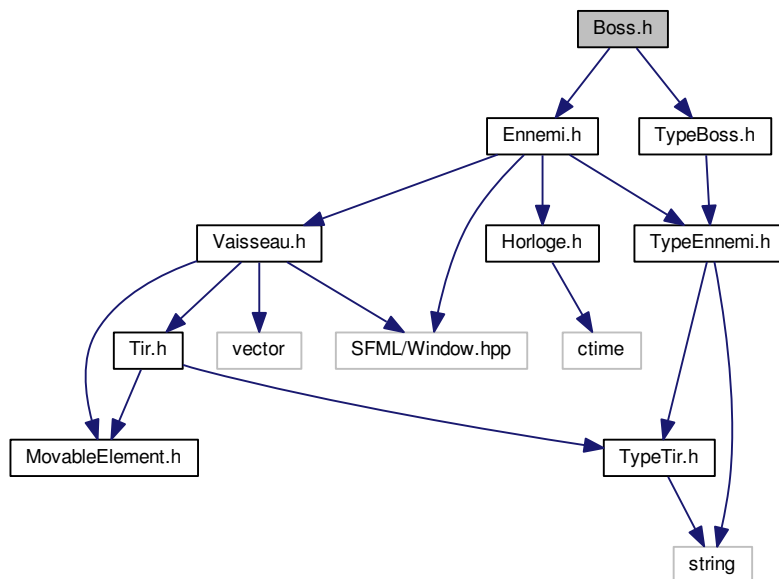 Boss.h
Ennemi.h
TypeBoss.h
Vaisseau.h
Horloge.h
TypeEnnemi.h
Tir.h
vector
SFML/Window.hpp
ctime
MovableElement.h
TypeTir.h
string